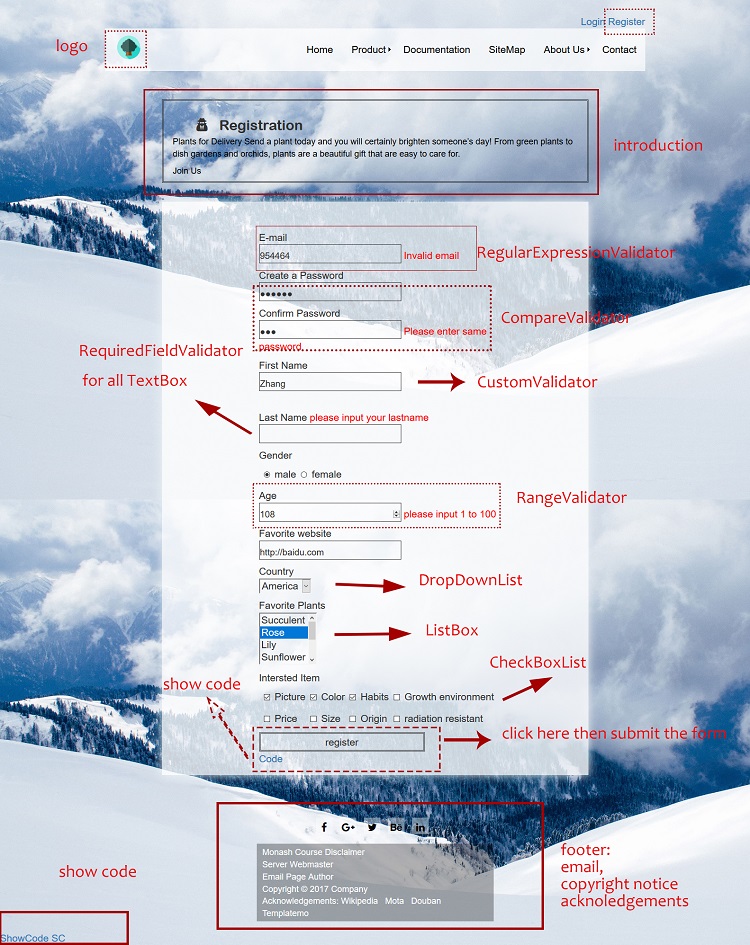 Login Register
logo
Home Product Documentation SiteMap About Us Contact
Registration
Plants for Delivery Send a plant today and you will certainly brighten someone's day! From green plants to
dish gardens and orchids, plants are a beautiful gift that are easy to care for.
Join Us
introduction
E-mail
954464 Invalid email
RegularExpressionValidator
Create a Password
Confirm Password
Please enter same
password
CompareValidator
RequiredFieldValidator
for all TextBox
First Name
Zhang
CustomValidator
Last Name please input your lastname
Gender
male female
Age
108 please input 1 to 100
RangeValidator
Favorite website
http://baidu.com
Country
America
DropDownList
Favorite Plants
Succulent
Rose
Lily
Sunflower
ListBox
Intersted Item
CheckBoxList
show code
Picture Color Habits Growth environment
Price Size Origin radiation resistant
register
click here then submit the form
Code
f G+ Bē in
Monash Course Disclaimer
Server Webmaster
Email Page Author
Copyright © 2017 Company
Acknowledgements: Wikipedia Mota Douban
Templatemo
footer:
email,
copyright notice
acknoledgements
show code
ShowCode SC